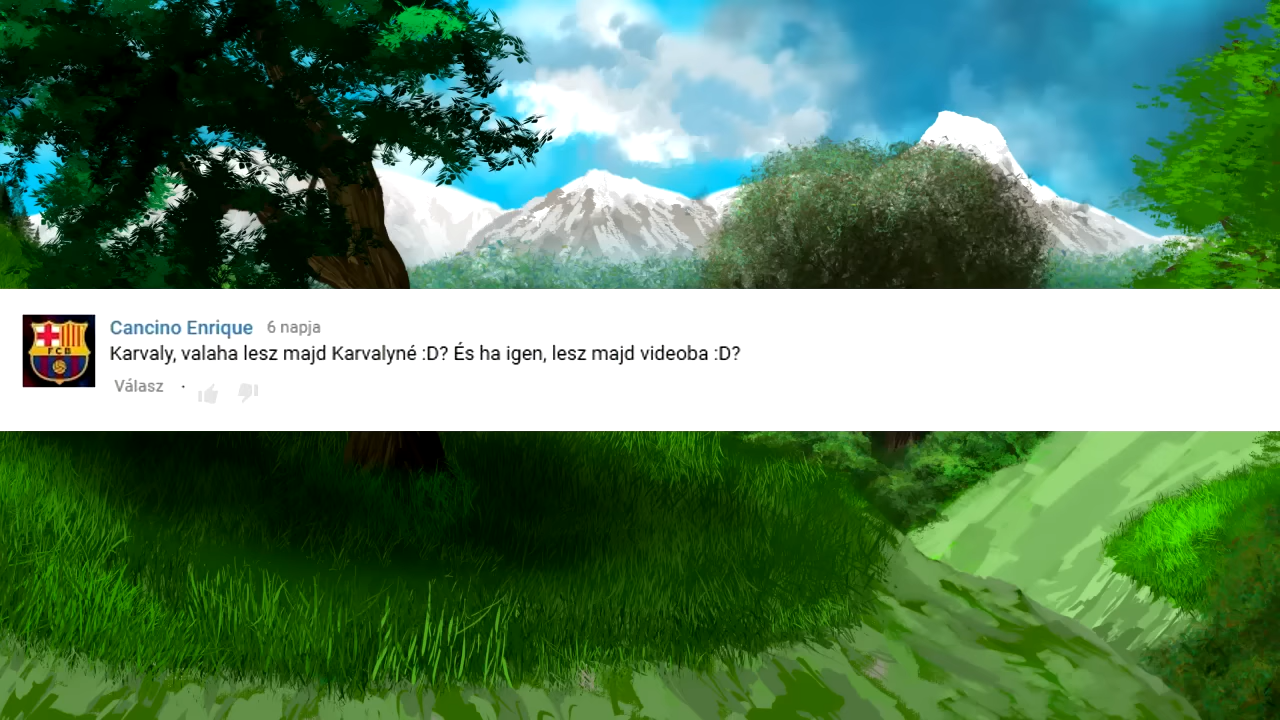 FCB
Cancino Enrique 6 napja
Karvaly, valaha lesz majd Karvalyné :D? És ha igen, lesz majd videoba :D?
Válasz ·